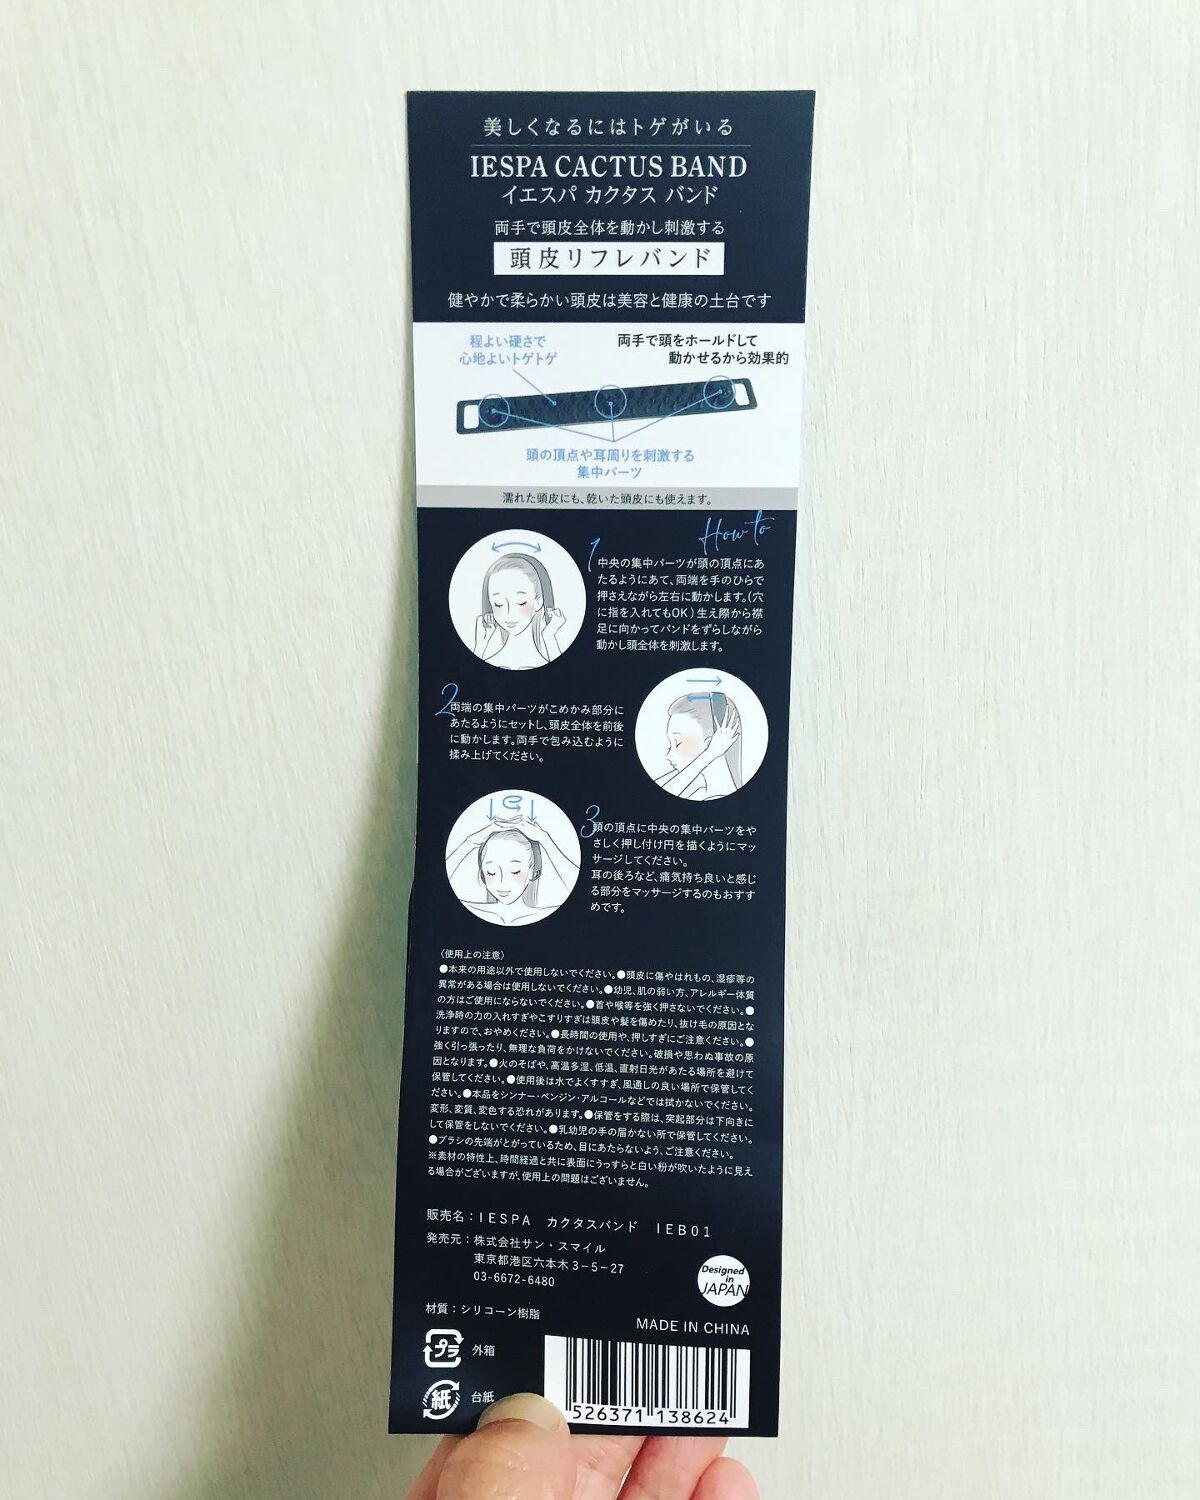 美しくなるにはトゲがいる
IESPA CACTUS BAND
イエスパ カクタス バンド
両手で頭皮全体を動かし刺激する
頭皮リフレバンド
健やかで柔らかい頭皮は美容と健康の土台です
程よい硬さで
心地よいトゲトゲ
両手で頭をホールドして
動かせるから効果的
頭の頂点や耳周りを刺激する
集中パーツ
濡れた頭皮にも、乾いた頭皮にも使えます。
How to
1
中央の集中パーツが頭の頂点にあ
たるようにあて、両端を手のひらで
押さえながら左右に動かします。(穴
に指を入れてもOK)生え際から襟
足に向かってバンドをずらしながら
動かし頭全体を刺激します。
2
両端の集中パーツがこめかみ部分に
あたるようにセットし、頭皮全体を前後
に動かします。両手で包み込むように
揉み上げてください。
3
頭の頂点に中央の集中パーツをや
さしく押し付け円を描くようにマッ
サージしてください。
耳の後ろなど、痛気持ち良いと感じ
る部分をマッサージするのもおすす
めです。
〈使用上の注意〉
●本来の用途以外で使用しないでください。●頭皮に傷やはれもの、湿疹等の
異常がある場合は使用しないでください。●幼児、肌の弱い方、アレルギー体質
の方はご使用にならないでください。●首や喉等を強く押さないでください。●
洗浄時の力の入れすぎやこすりすぎは頭皮や髪を傷めたり、抜け毛の原因とな
りますので、おやめください。●長時間の使用や、押しすぎにご注意ください。●
強く引っ張ったり、無理な負荷をかけないでください。破損や思わぬ事故の原
因となります。●火のそばや、高温多湿、低温、直射日光があたる場所を避けて
保管してください。●使用後は水でよくすすぎ、風通しの良い場所で保管してく
ださい。●本品をシンナー・ベンジン・アルコールなどでは拭かないでください。
変形、変質、変色する恐れがあります。●保管をする際は、突起部分は下向きに
して保管をしないでください。●乳幼児の手の届かない所で保管してください。
●ブラシの先端がとがっているため、目にあたらないよう、ご注意ください。
※素材の特性上、時間経過と共に表面にうっすらと白い粉が吹いたように見え
る場合がございますが、使用上の問題はございません。
販売名：IESPA カクタスバンド IEB01
発売元：株式会社サン・スマイル
東京都港区六本木3-5-27
03-6672-6480
Designed
in
JAPAN
材質：シリコーン樹脂
MADE IN CHINA
プラ 外箱
紙 台紙
526371 138624